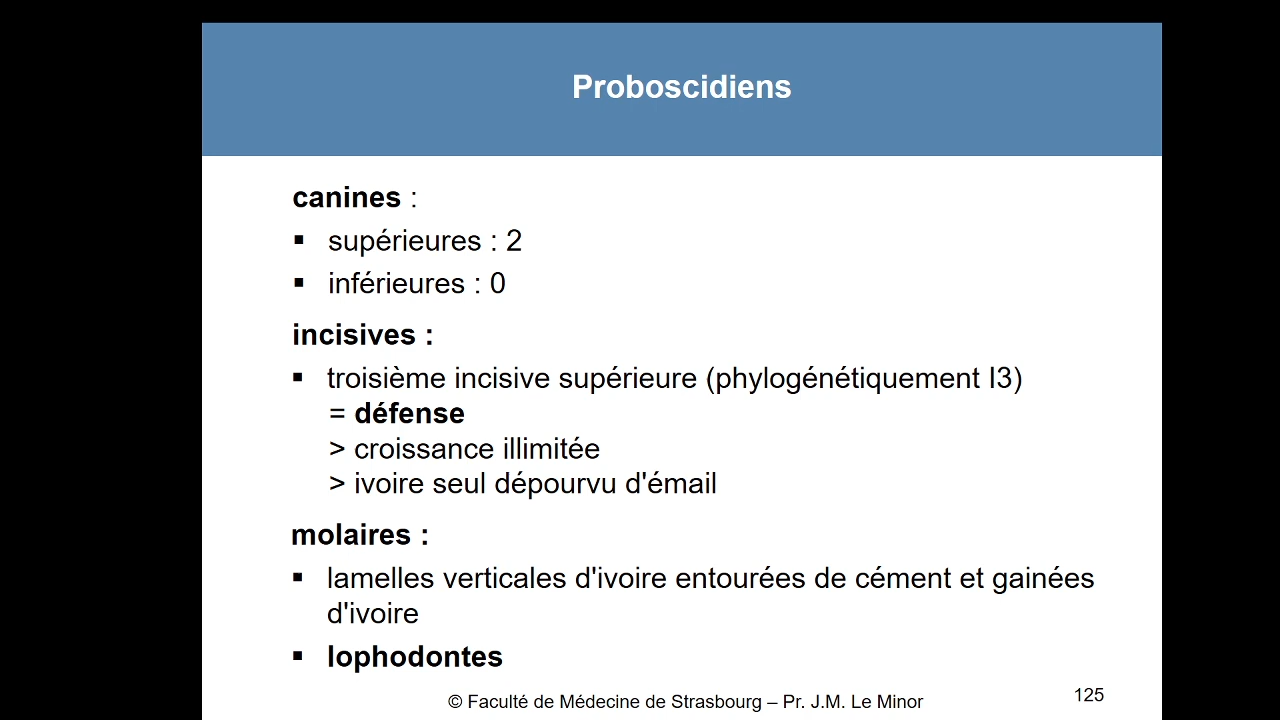 Proboscidiens
canines :
▪ supérieures : 2
▪ inférieures : 0
incisives :
▪ troisième incisive supérieure (phylogénétiquement I3)
= défense
> croissance illimitée
> ivoire seul dépourvu d'émail
molaires :
▪ lamelles verticales d'ivoire entourées de cément et gainées
d'ivoire
▪ lophodontes
© Faculté de Médecine de Strasbourg – Pr. J.M. Le Minor
125